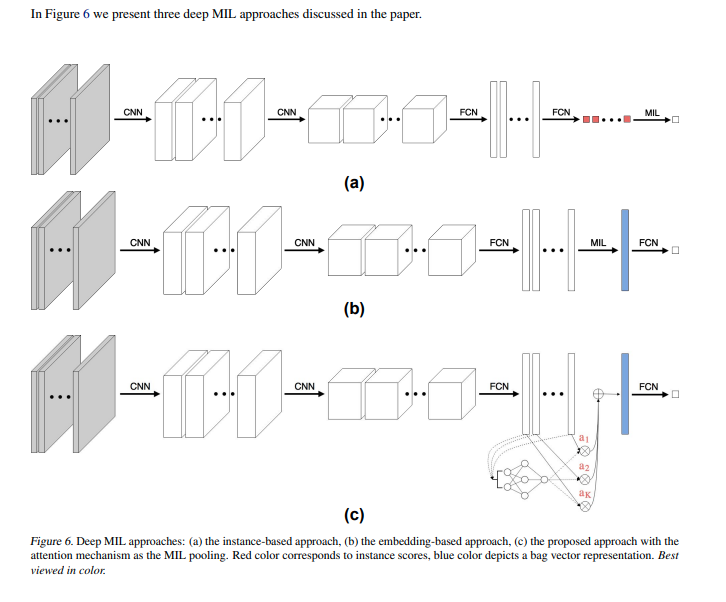 In Figure 6 we present three deep MIL approaches discussed in the paper.
CNN CNN FCN FCN MIL
(a)
CNN CNN FCN MIL FCN
(b)
CNN CNN FCN FCN
a1
a2
aK
(c)
Figure 6. Deep MIL approaches: (a) the instance-based approach, (b) the embedding-based approach, (c) the proposed approach with the
attention mechanism as the MIL pooling. Red color corresponds to instance scores, blue color depicts a bag vector representation. Best
viewed in color.